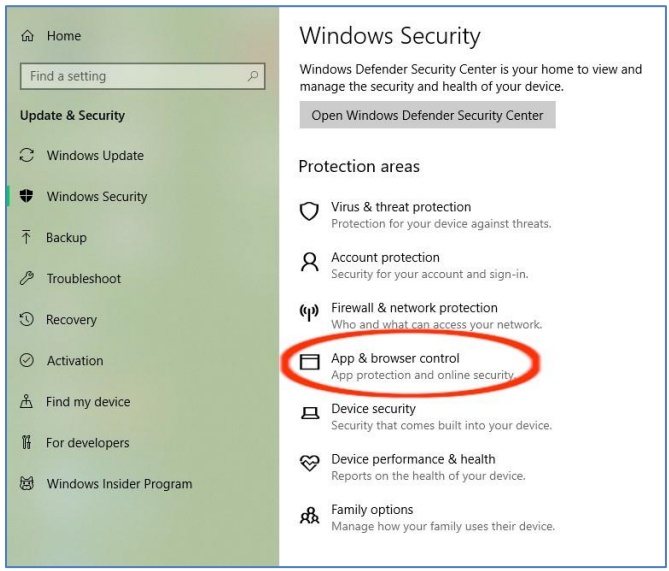 Home
Find a setting
Update & Security
Windows Update
Windows Security
Backup
Troubleshoot
Recovery
Activation
Find my device
For developers
Windows Insider Program
Windows Security
Windows Defender Security Center is your home to view and
manage the security and health of your device.
Open Windows Defender Security Center
Protection areas
Virus & threat protection
Protection for your device against threats.
Account protection
Security for your account and sign-in.
Firewall & network protection
Who and what can access your network.
App & browser control
App protection and online security.
Device security
Security that comes built into your device.
Device performance & health
Reports on the health of your device.
Family options
Manage how your family uses their device.